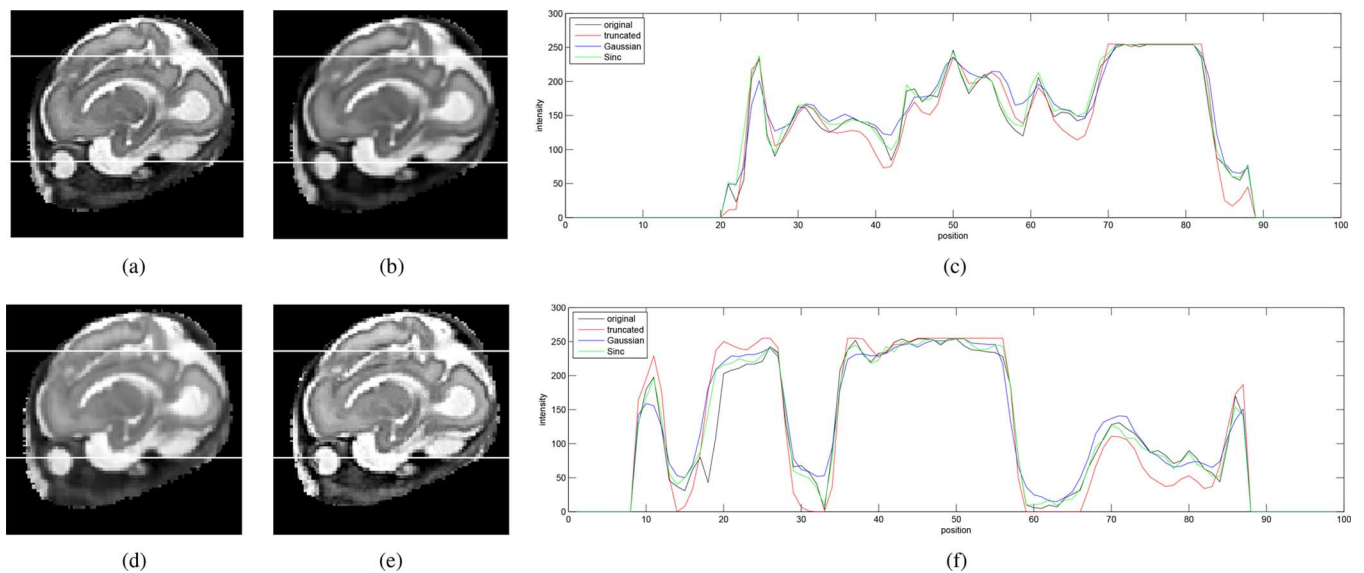 original
truncated
Gaussian
Sinc
300
250
200
150
100
50
0
intensity
0 10 20 30 40 50 60 70 80 90 100
position
(a) (b) (c)
original
truncated
Gaussian
Sinc
300
250
200
150
100
50
0
intensity
0 10 20 30 40 50 60 70 80 90 100
position
(d) (e) (f)